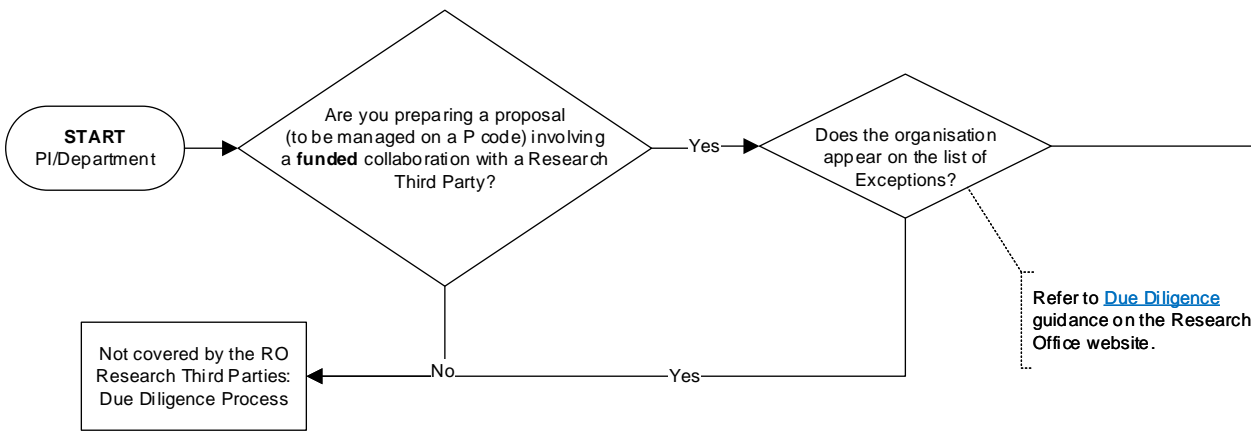 START
PI/Department
Are you preparing a proposal
(to be managed on a P code) involving
a funded collaboration with a Research
Third Party?
Yes
Does the organisation
appear on the list of
Exceptions?
Refer to Due Diligence
guidance on the Research
Office website.
Not covered by the RO
Research Third Parties:
Due Diligence Process
No
Yes